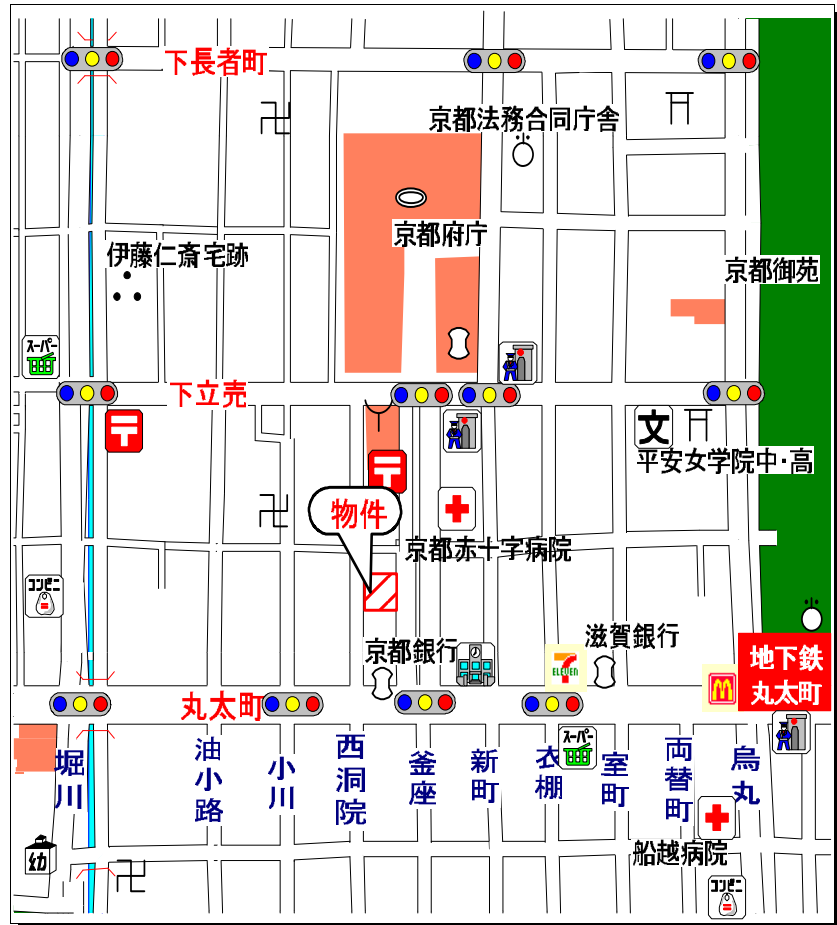 下長者町
京都法務合同庁舎
京都府庁
伊藤仁斎宅跡
京都御苑
スーパー
下立売
文
平安女学院中・高
物件
京都赤十字病院
コンビニ
滋賀銀行
京都銀行
7
ELEVEN
地下鉄
丸太町
丸太町
堀川
油小路
小川
西洞院
釜座
新町
衣棚
スーパー
室町
両替町
烏丸
幼
船越病院
コンビニ